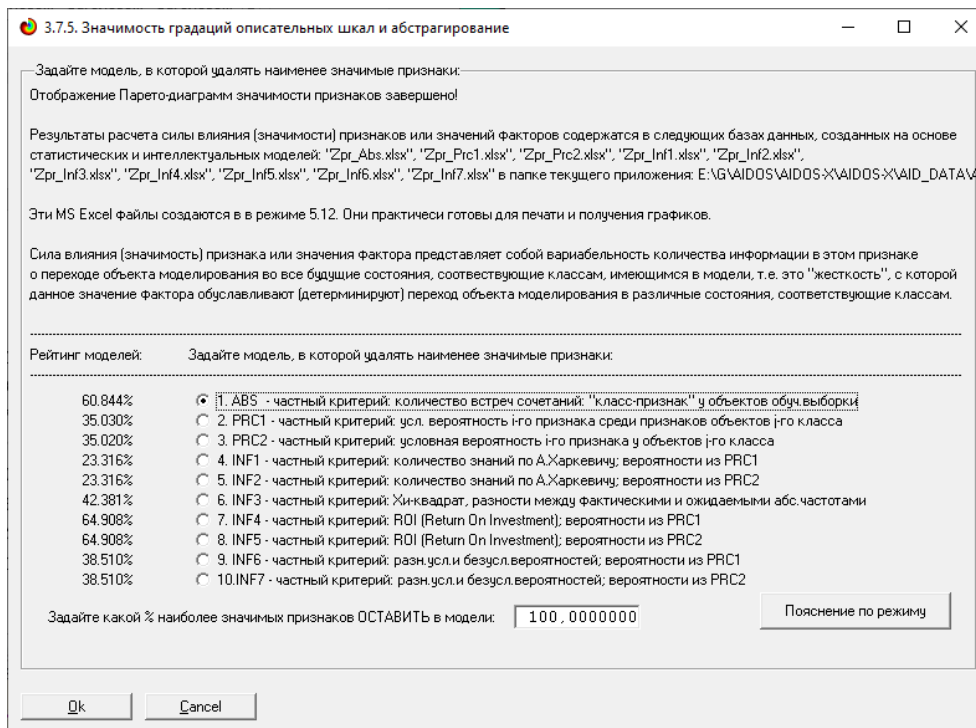 3.7.5. Значимость градаций описательных шкал и абстрагирование
Задайте модель, в которой удалять наименее значимые признаки:
Отображение Парето-диаграмм значимости признаков завершено!
Результаты расчета силы влияния (значимости) признаков или значений факторов содержатся в следующих базах данных, созданных на основе
статистических и интеллектуальных моделей: "Zpr_Abs.xlsx", "Zpr_Prc1.xlsx", "Zpr_Prc2.xlsx", "Zpr_Inf1.xlsx", "Zpr_Inf2.xlsx",
"Zpr_Inf3.xlsx", "Zpr_Inf4.xlsx", "Zpr_Inf5.xlsx", "Zpr_Inf6.xlsx", "Zpr_Inf7.xlsx" в папке текущего приложения: E:\G\AIDOS\AIDOS-X\AIDOS-X\AID_DATA\
Эти MS Excel файлы создаются в в режиме 5.12. Они практичеси готовы для печати и получения графиков.
Сила влияния (значимость) признака или значения фактора представляет собой вариабельность количества информации в этом признаке
о переходе объекта моделирования во все будущие состояния, соотвествующие классам, имеющимся в модели, т.е. это "жесткость", с которой
данное значение фактора обуславливают (детерминируют) переход объекта моделирования в различные состояния, соответствующие классам.
Рейтинг моделей: Задайте модель, в которой удалять наименее значимые признаки:
60.844% 1. ABS - частный критерий: количество встреч сочетаний: "класс-признак" у объектов обуч.выборки
35.030% 2. PRC1 - частный критерий: усл. вероятность i-го признака среди признаков объектов j-го класса
35.020% 3. PRC2 - частный критерий: условная вероятность i-го признака у объектов j-го класса
23.316% 4. INF1 - частный критерий: количество знаний по А.Харкевичу; вероятности из PRC1
23.316% 5. INF2 - частный критерий: количество знаний по А.Харкевичу; вероятности из PRC2
42.381% 6. INF3 - частный критерий: Хи-квадрат, разности между фактическими и ожидаемыми абс.частотами
64.908% 7. INF4 - частный критерий: ROI (Return On Investment); вероятности из PRC1
64.908% 8. INF5 - частный критерий: ROI (Return On Investment); вероятности из PRC2
38.510% 9. INF6 - частный критерий: разн.усл.и безусл.вероятностей; вероятности из PRC1
38.510% 10.INF7 - частный критерий: разн.усл.и безусл.вероятностей; вероятности из PRC2
Задайте какой % наиболее значимых признаков ОСТАВИТЬ в модели: 100,0000000 Пояснение по режиму
Ok Cancel